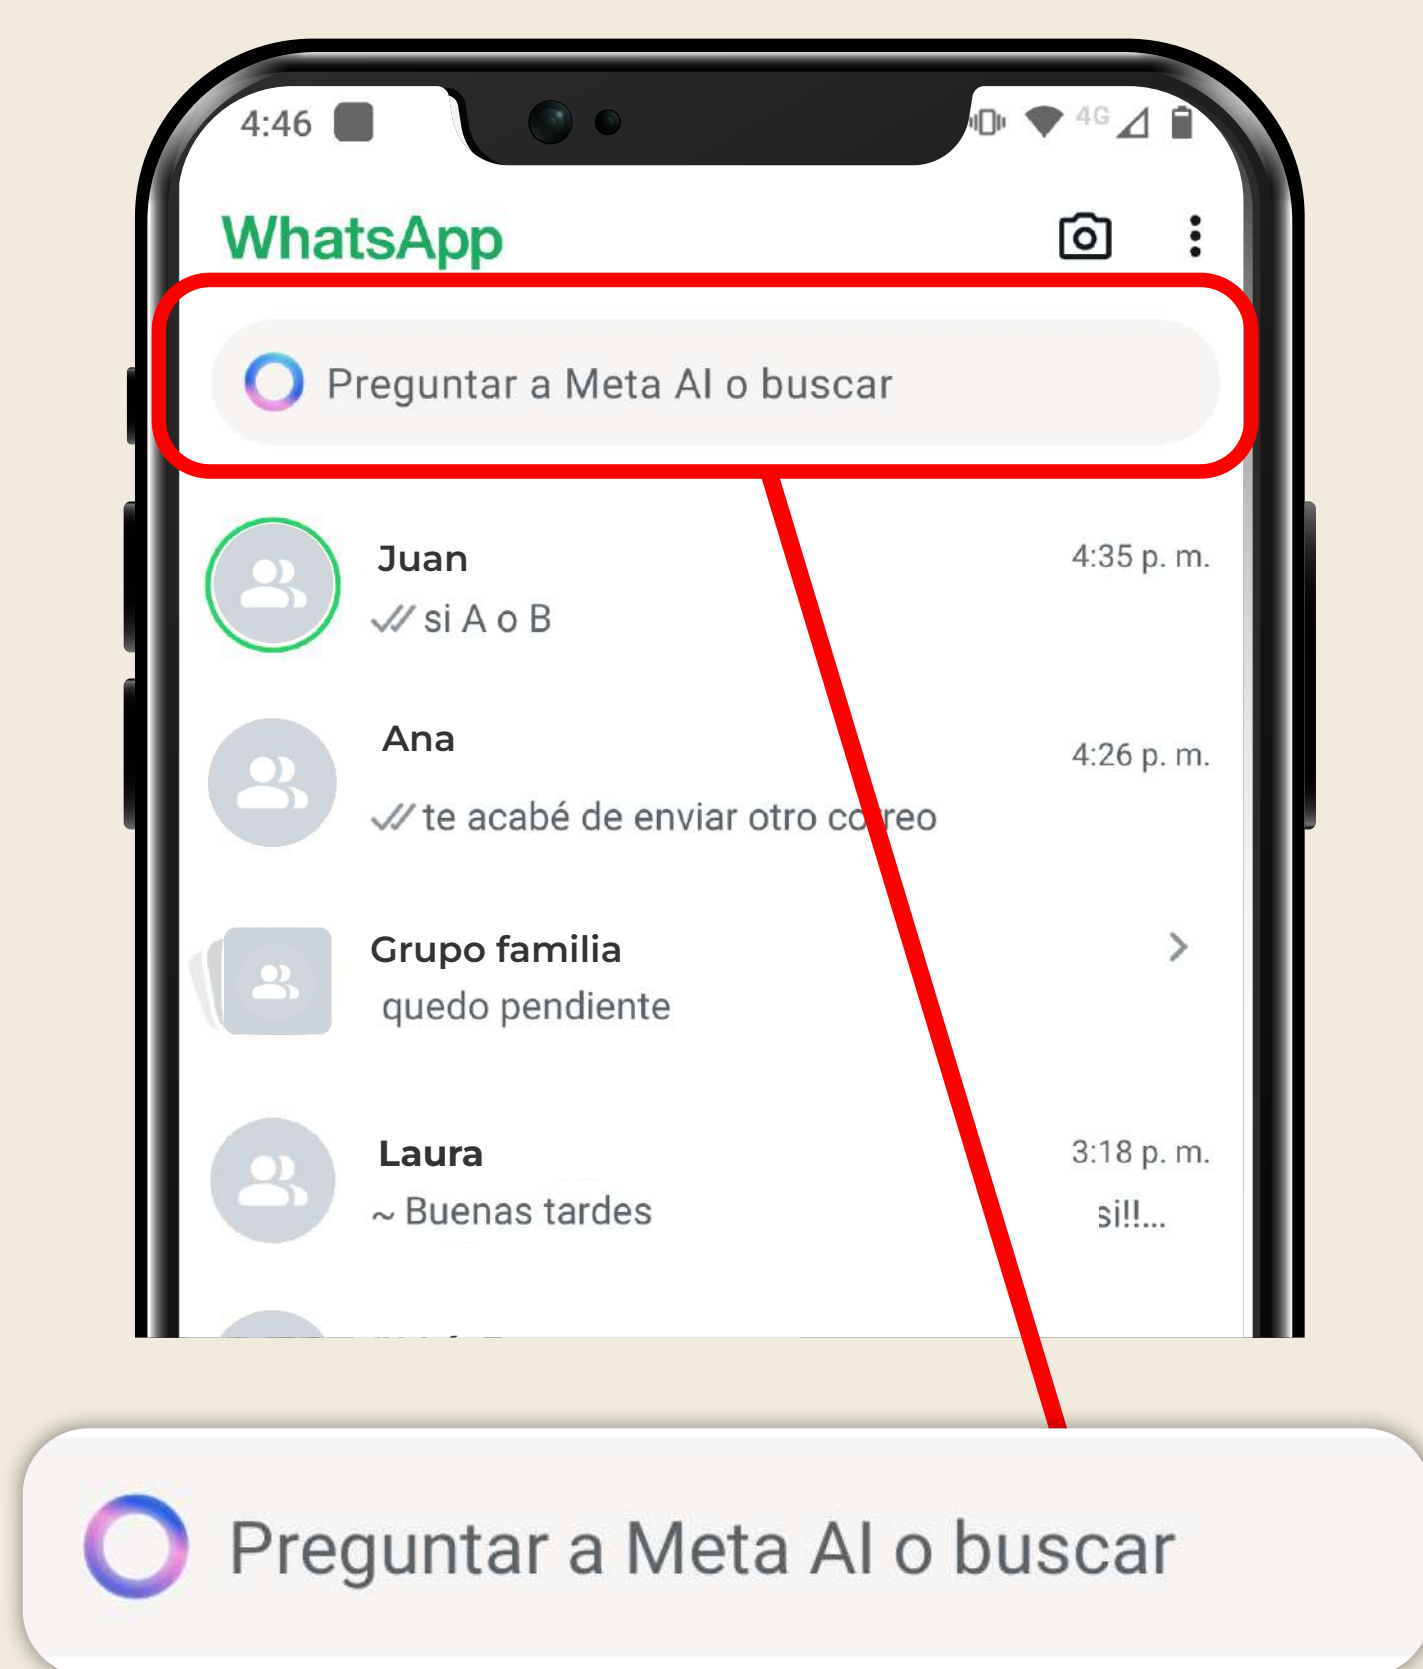 4:46
4G
WhatsApp
Preguntar a Meta AI o buscar
Juan
4:35 p. m.
si A o B
Ana
4:26 p. m.
te acabé de enviar otro correo
Grupo familia
quedo pendiente
Laura
3:18 p. m.
~ Buenas tardes
si!!...
Preguntar a Meta AI o buscar